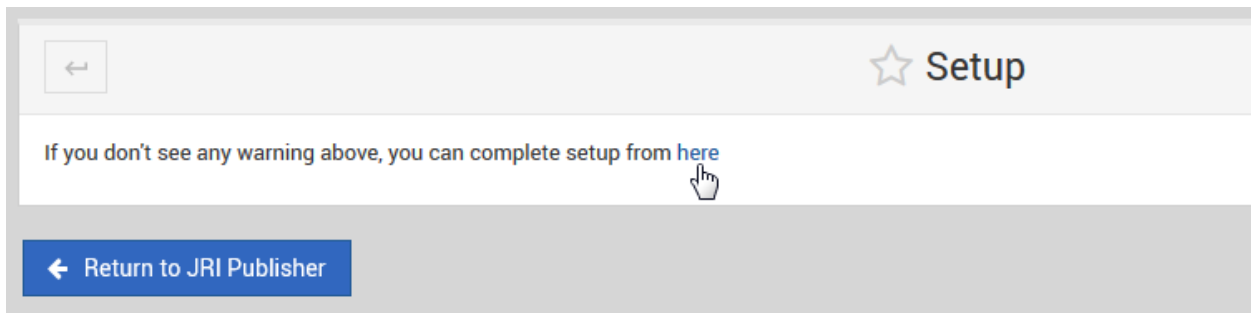 Setup
If you don't see any warning above, you can complete setup from here
Return to JRI Publisher